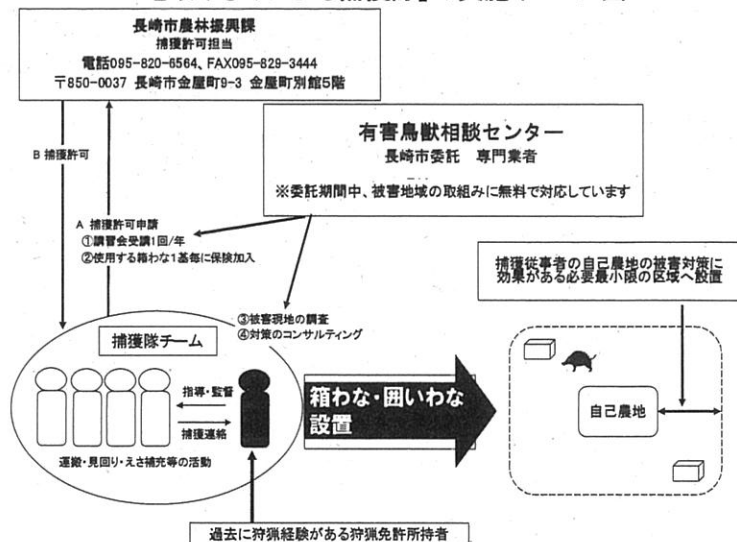 長崎市農林振興課
捕獲許可担当
電話095-820-6564、FAX095-829-3444
〒850-0037 長崎市金屋町9-3 金屋町別館5階
有害鳥獣相談センター
長崎市委託 専門業者
※委託期間中、被害地域の取組みに無料で対応しています
B 捕獲許可
A 捕獲許可申請
①講習会受講1回/年
②使用する箱わな1基毎に保険加入
捕獲従事者の自己農地の被害対策に
効果がある必要最小限の区域へ設置
③被害現地の調査
④対策のコンサルティング
捕獲隊チーム
指導・監督
捕獲連絡
運搬・見回り・えさ補充等の活動
箱わな・囲いわな
設置
自己農地
過去に狩猟経験がある狩猟免許所持者